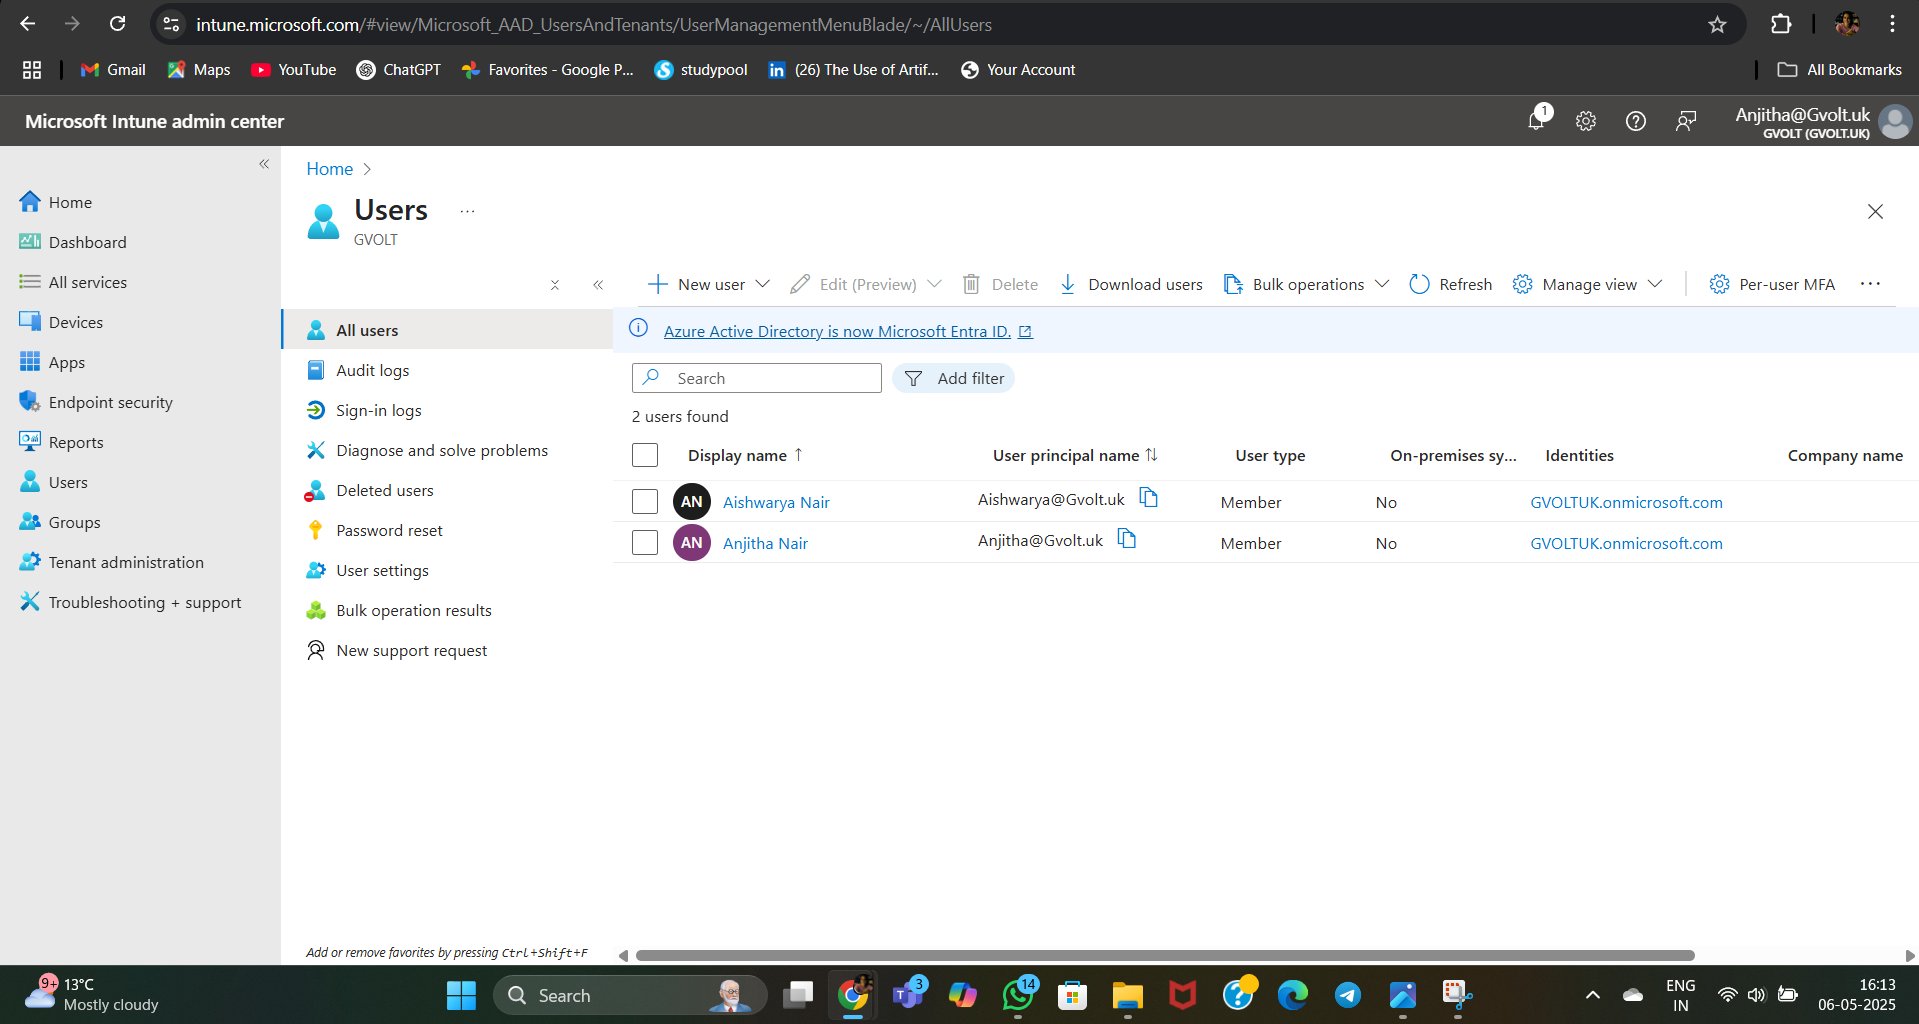 intune.microsoft.com/#view/Microsoft_AAD_UsersAndTenants/UserManagementMenuBlade/~/AllUsers
Gmail Maps YouTube ChatGPT Favorites - Google P... studypool (26) The Use of Artif... Your Account All Bookmarks
Microsoft Intune admin center
1
Anjitha@Gvolt.uk
GVOLT (GVOLT.UK)
Home
Dashboard
All services
Devices
Apps
Endpoint security
Reports
Users
Groups
Tenant administration
Troubleshooting + support
Home >
Users ...
GVOLT
All users
Audit logs
Sign-in logs
Diagnose and solve problems
Deleted users
Password reset
User settings
Bulk operation results
New support request
Add or remove favorites by pressing Ctrl+Shift+F
New user Edit (Preview) Delete Download users Bulk operations Refresh Manage view Per-user MFA ...
Azure Active Directory is now Microsoft Entra ID.
Search Add filter
2 users found
Display name ↑ User principal name ↑↓ User type On-premises sy... Identities Company name
AN Aishwarya Nair Aishwarya@Gvolt.uk Member No GVOLTUK.onmicrosoft.com
AN Anjitha Nair Anjitha@Gvolt.uk Member No GVOLTUK.onmicrosoft.com
9+ 13°C
Mostly cloudy
Search
3
14
ENG
IN
16:13
06-05-2025